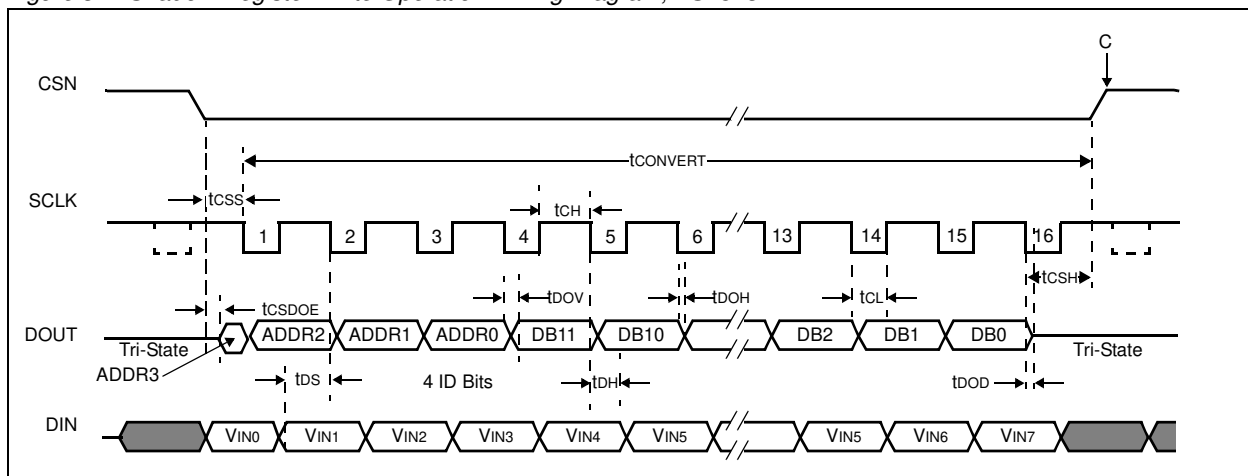 C
CSN
tCONVERT
tCSS
SCLK
tCH
1 2 3 4 5 6 13 14 15 16
tCSH
tCSDOE
tDOV
tDOH
tCL
DOUT
ADDR2 ADDR1 ADDR0 DB11 DB10 DB2 DB1 DB0
Tri-State
Tri-State
ADDR3
tDS
4 ID Bits
tDH
tDOD
DIN
VIN0 VIN1 VIN2 VIN3 VIN4 VIN5 VIN5 VIN6 VIN7